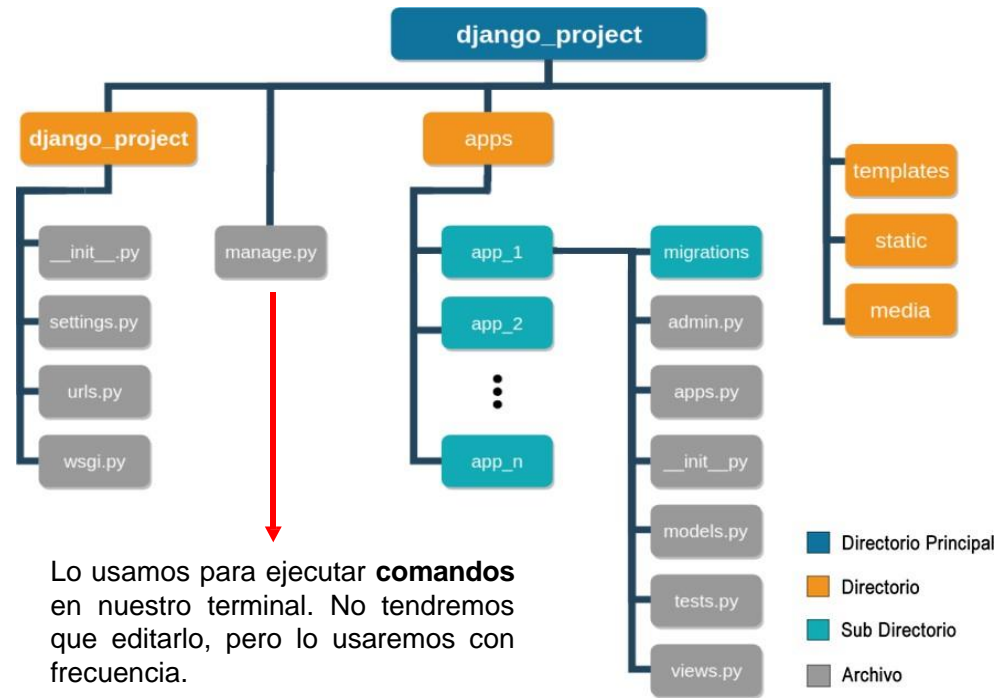 django_project
django_project
apps
templates
static
media
__init__.py
settings.py
urls.py
wsgi.py
manage.py
app_1
app_2
app_n
migrations
admin.py
apps.py
__init__py
models.py
tests.py
views.py
Lo usamos para ejecutar comandos
en nuestro terminal. No tendremos
que editarlo, pero lo usaremos con
frecuencia.
Directorio Principal
Directorio
Sub Directorio
Archivo